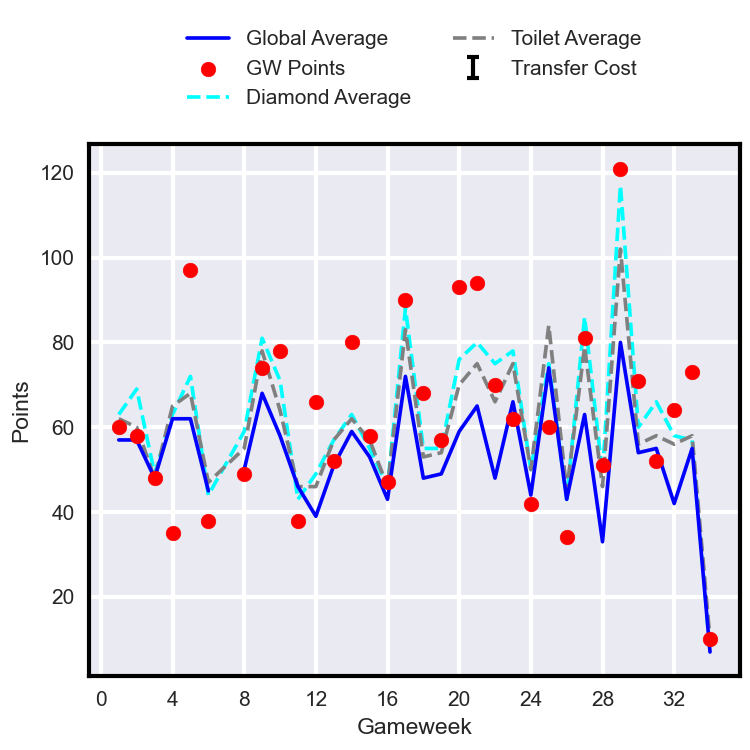 Global Average
GW Points
Diamond Average
Toilet Average
Transfer Cost
120
100
80
60
40
20
Points
0 4 8 12 16 20 24 28 32
Gameweek